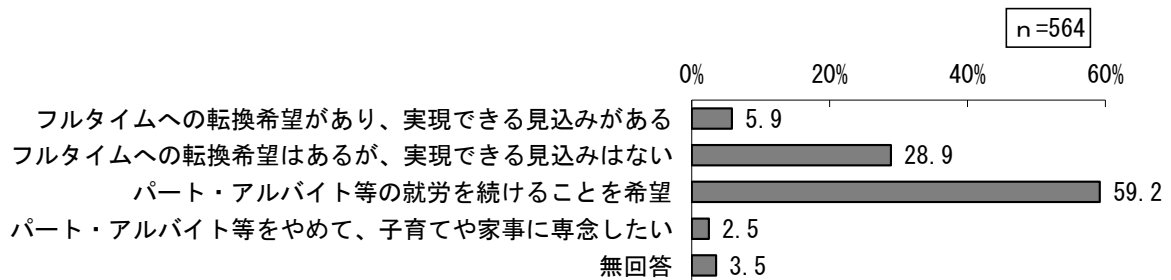 ｎ=564
0% 20% 40% 60%
フルタイムへの転換希望があり、実現できる見込みがある 5.9
フルタイムへの転換希望はあるが、実現できる見込みはない 28.9
パート・アルバイト等の就労を続けることを希望 59.2
パート・アルバイト等をやめて、子育てや家事に専念したい 2.5
無回答 3.5